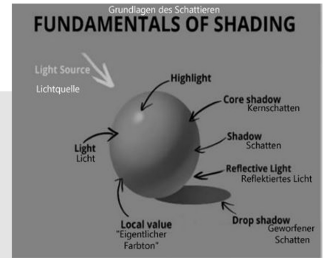 Grundlagen des Schattieren
FUNDAMENTALS OF SHADING
Light Source
Lichtquelle
Highlight
Core shadow
Kernschatten
Shadow
Schatten
Light
Licht
Reflective Light
Reflektiertes Licht
Local value
"Eigentlicher
Farbton"
Drop shadow
Geworfener
Schatten